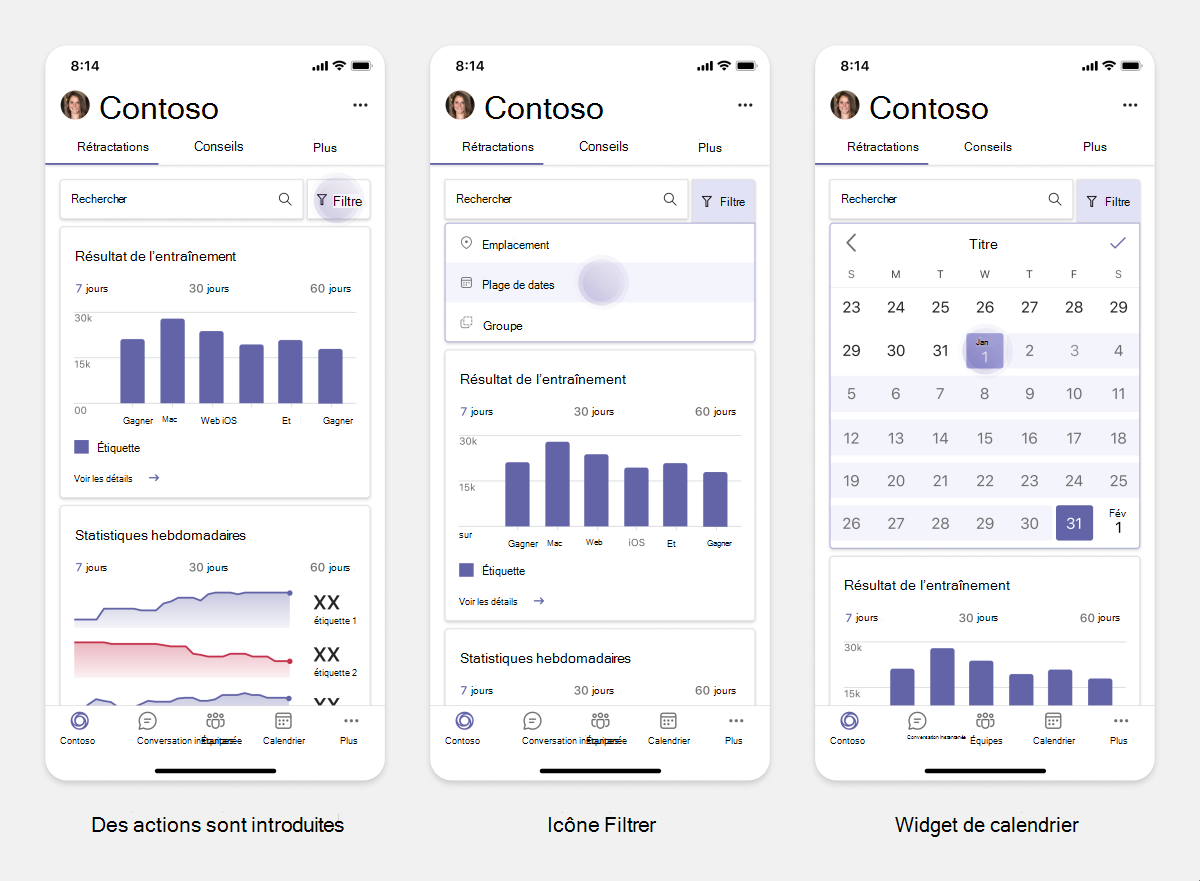 8:14
Contoso
Rétractations Conseils Plus
Rechercher Filtre
Résultat de l'entraînement
7 jours 30 jours 60 jours
30k
15k
00
Gagner Mac Web iOS Et Gagner
Étiquette
Voir les détails
Statistiques hebdomadaires
7 jours 30 jours 60 jours
XX
étiquette 1
XX
étiquette 2
XX
Contoso Conversation instantanée Équipes Calendrier Plus
Des actions sont introduites
8:14
Contoso
Rétractations Conseils Plus
Rechercher Filtre
Emplacement
Plage de dates
Groupe
Résultat de l'entraînement
7 jours 30 jours 60 jours
30k
15k
sur
Gagner Mac Web iOS Et Gagner
Étiquette
Voir les détails
Statistiques hebdomadaires
7 jours 30 jours 60 jours
Contoso Conversation instantanée Équipes Calendrier Plus
Icône Filtrer
8:14
Contoso
Rétractations Conseils Plus
Rechercher Filtre
Titre
S M T W T F S
23 24 25 26 27 28 29
29 30 31 Jan 1 2 3 4
5 6 7 8 9 10 11
12 13 14 15 16 17 18
19 20 21 22 23 24 25
26 27 28 29 30 31 Fév 1
Résultat de l'entraînement
7 jours 30 jours 60 jours
30k
15k
Contoso Conversation instantanée Équipes Calendrier Plus
Widget de calendrier